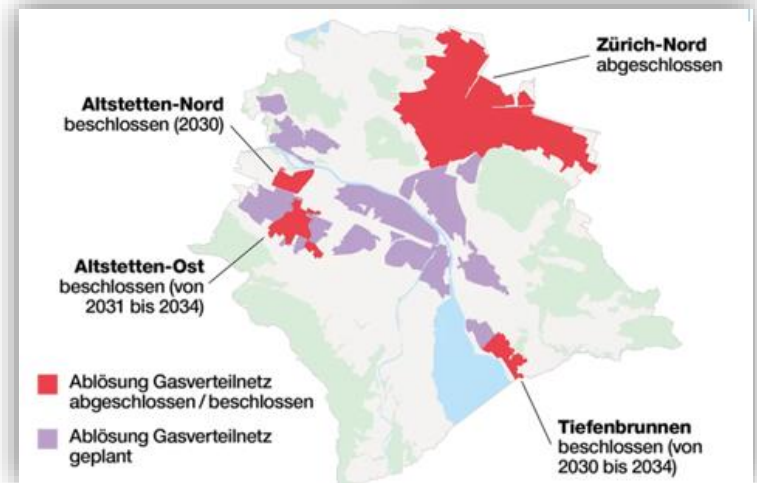 Zürich-Nord
abgeschlossen
Altstetten-Nord
beschlossen (2030)
Altstetten-Ost
beschlossen (von
2031 bis 2034)
Ablösung Gasverteilnetz
abgeschlossen / beschlossen
Ablösung Gasverteilnetz
geplant
Tiefenbrunnen
beschlossen (von
2030 bis 2034)